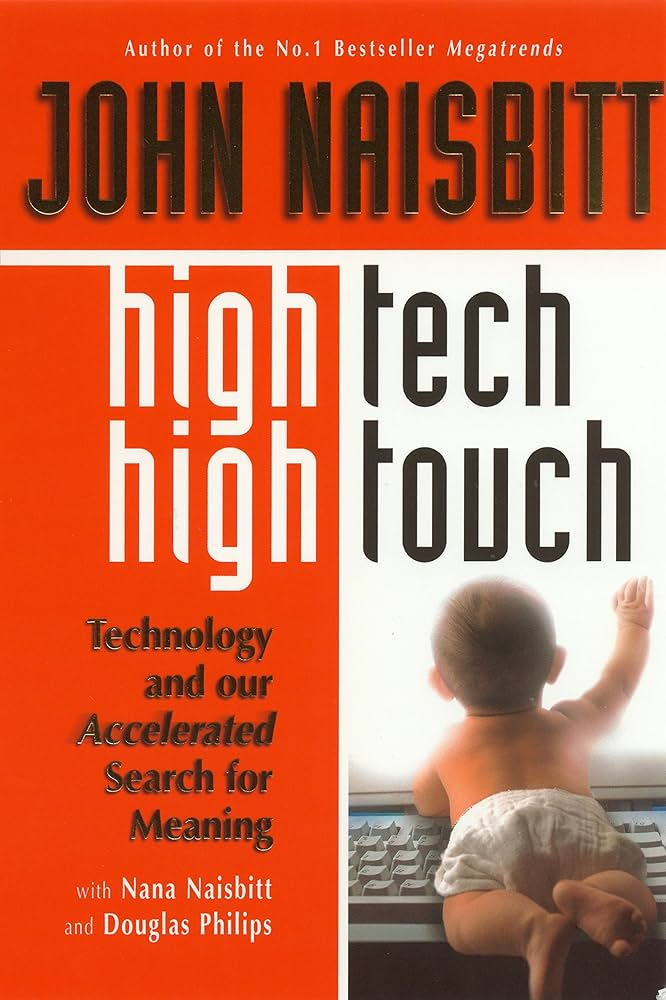 Author of the No.1 Bestseller Megatrends
JOHN NAISBITT
high tech
high touch
Technology
and our
Accelerated
Search for
Meaning
with Nana Naisbitt
and Douglas Philips